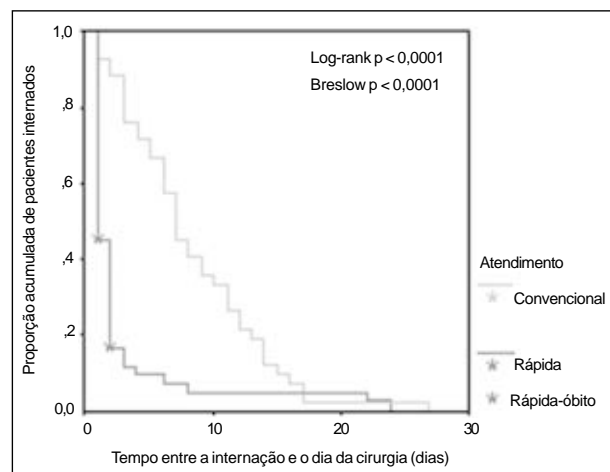 Proporção acumulada de pacientes internados
1,0
,8
,6
,4
,2
0,0
Log-rank p < 0,0001
Breslow p < 0,0001
Atendimento
Convencional
Rápida
Rápida-óbito
0 10 20 30
Tempo entre a internação e o dia da cirurgia (dias)